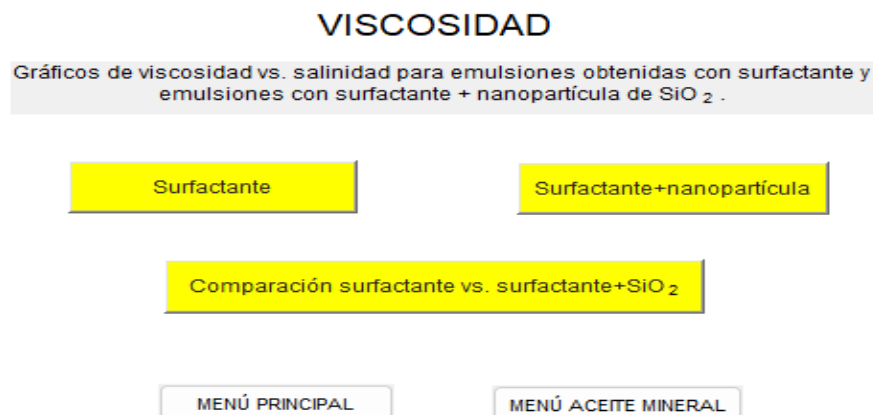 VISCOSIDAD
Gráficos de viscosidad vs. salinidad para emulsiones obtenidas con surfactante y
emulsiones con surfactante + nanopartícula de SiO 2 .
Surfactante
Surfactante+nanopartícula
Comparación surfactante vs. surfactante+SiO 2
MENÚ PRINCIPAL
MENÚ ACEITE MINERAL